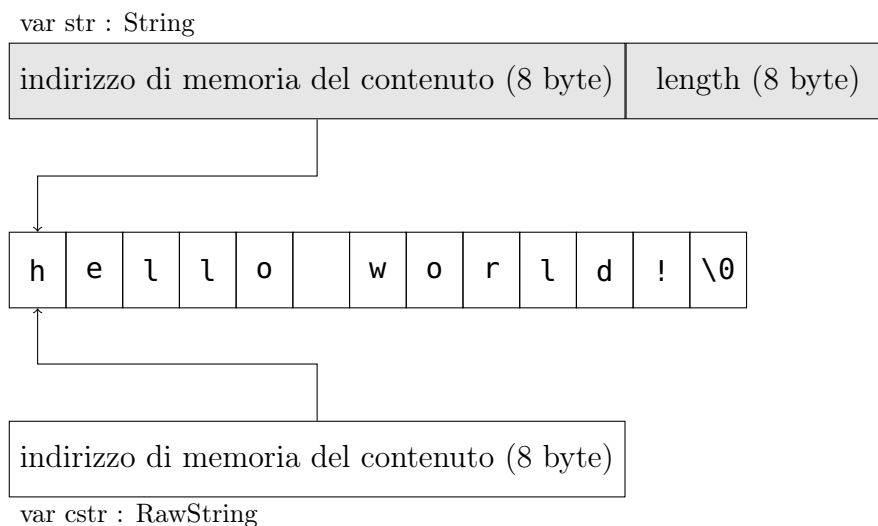 var str : String
indirizzo di memoria del contenuto (8 byte) length (8 byte)
h e l l o w o r l d ! \0
indirizzo di memoria del contenuto (8 byte)
var cstr : RawString